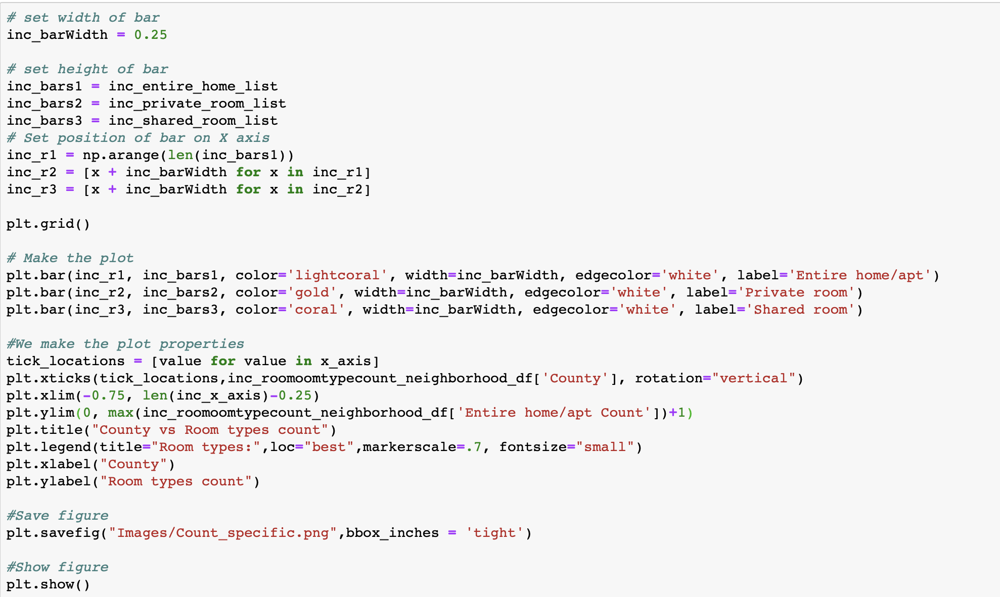 # set width of bar
inc_barWidth = 0.25
# set height of bar
inc_bars1 = inc_entire_home_list
inc_bars2 = inc_private_room_list
inc_bars3 = inc_shared_room_list
# Set position of bar on X axis
inc_r1 = np.arange(len(inc_bars1))
inc_r2 = [x + inc_barWidth for x in inc_r1]
inc_r3 = [x + inc_barWidth for x in inc_r2]
plt.grid()
# Make the plot
plt.bar(inc_r1, inc_bars1, color='lightcoral', width=inc_barWidth, edgecolor='white', label='Entire home/apt')
plt.bar(inc_r2, inc_bars2, color='gold', width=inc_barWidth, edgecolor='white', label='Private room')
plt.bar(inc_r3, inc_bars3, color='coral', width=inc_barWidth, edgecolor='white', label='Shared room')
#We make the plot properties
tick_locations = [value for value in x_axis]
plt.xticks(tick_locations,inc_roomoomtypecount_neighborhood_df['County'], rotation="vertical")
plt.xlim(-0.75, len(inc_x_axis)-0.25)
plt.ylim(0, max(inc_roomoomtypecount_neighborhood_df['Entire home/apt Count'])+1)
plt.title("County vs Room types count")
plt.legend(title="Room types:",loc="best",markerscale=.7, fontsize="small")
plt.xlabel("County")
plt.ylabel("Room types count")
#Save figure
plt.savefig("Images/Count_specific.png",bbox_inches = 'tight')
#Show figure
plt.show()